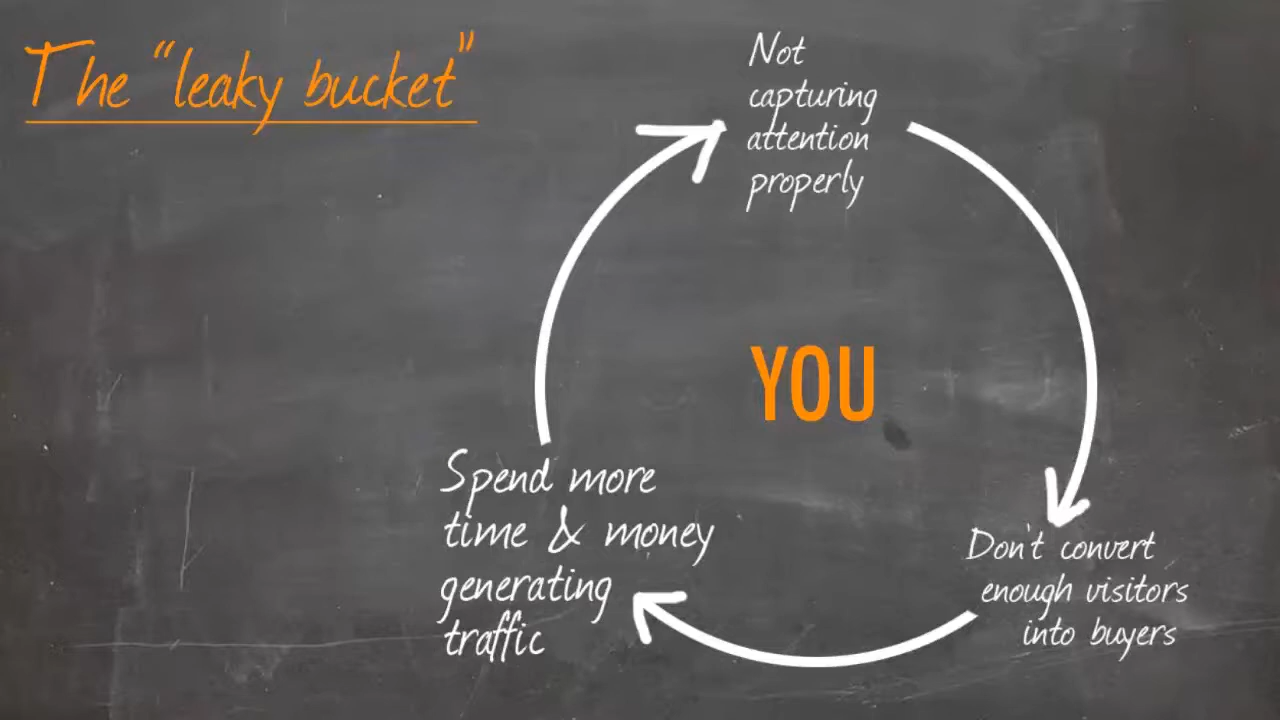 The “leaky bucket”
Not
capturing
attention
properly
YOU
Don't convert
enough visitors
into buyers
Spend more
time & money
generating
traffic